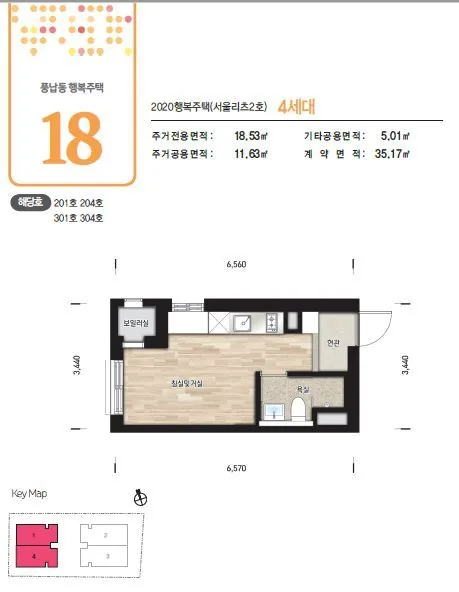 풍납동 행복주택
18
2020행복주택(서울리츠2호) 4세대
주거전용면적 : 18.53㎡ 기타공용면적 : 5.01㎡
주거공용면적 : 11.63㎡ 계 약 면 적 : 35.17㎡
해당호 201호 204호
301호 304호
6,560
보일러실
현관
3,440
3,440
침실및거실
욕실
6,570
Key Map
1
2
4
3